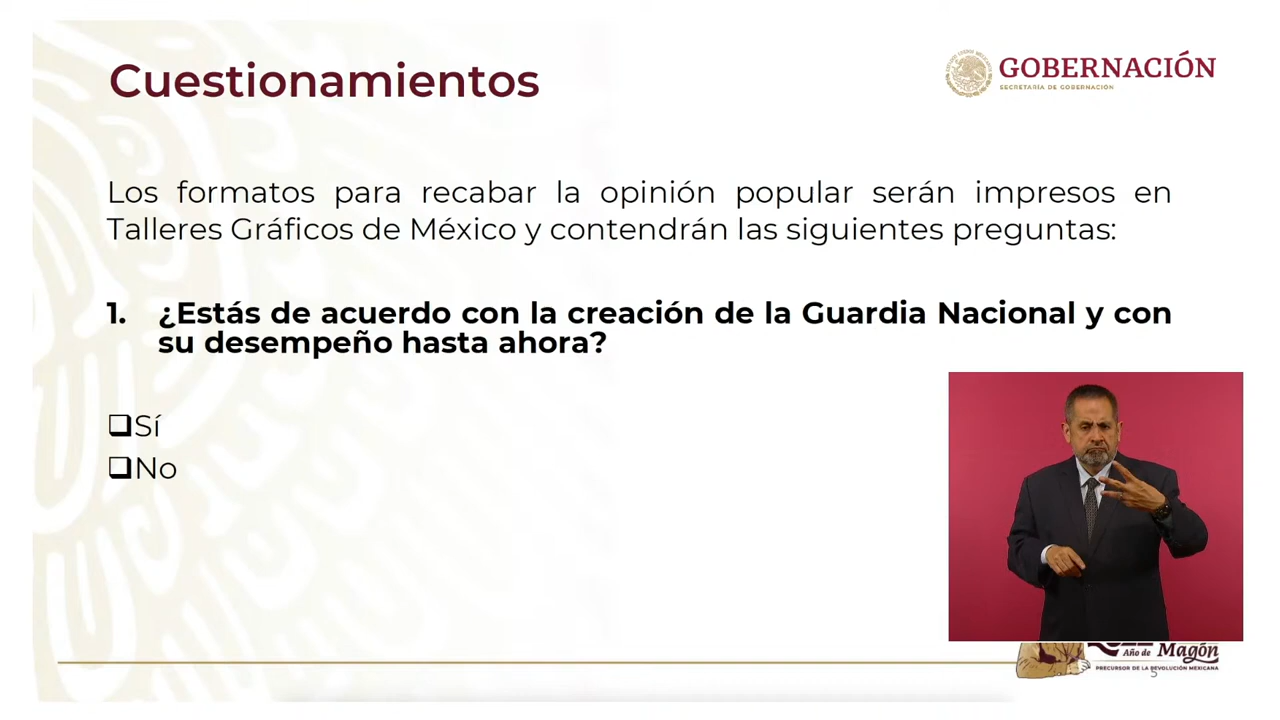 Cuestionamientos
GOBERNACIÓN
SECRETARÍA DE GOBERNACIÓN
Los formatos para recabar la opinión popular serán impresos en
Talleres Gráficos de México y contendrán las siguientes preguntas:
1. ¿Estás de acuerdo con la creación de la Guardia Nacional y con
su desempeño hasta ahora?
❑Sí
❑No
Año de Magón
PRECURSOR DE LA REVOLUCIÓN MEXICANA
5